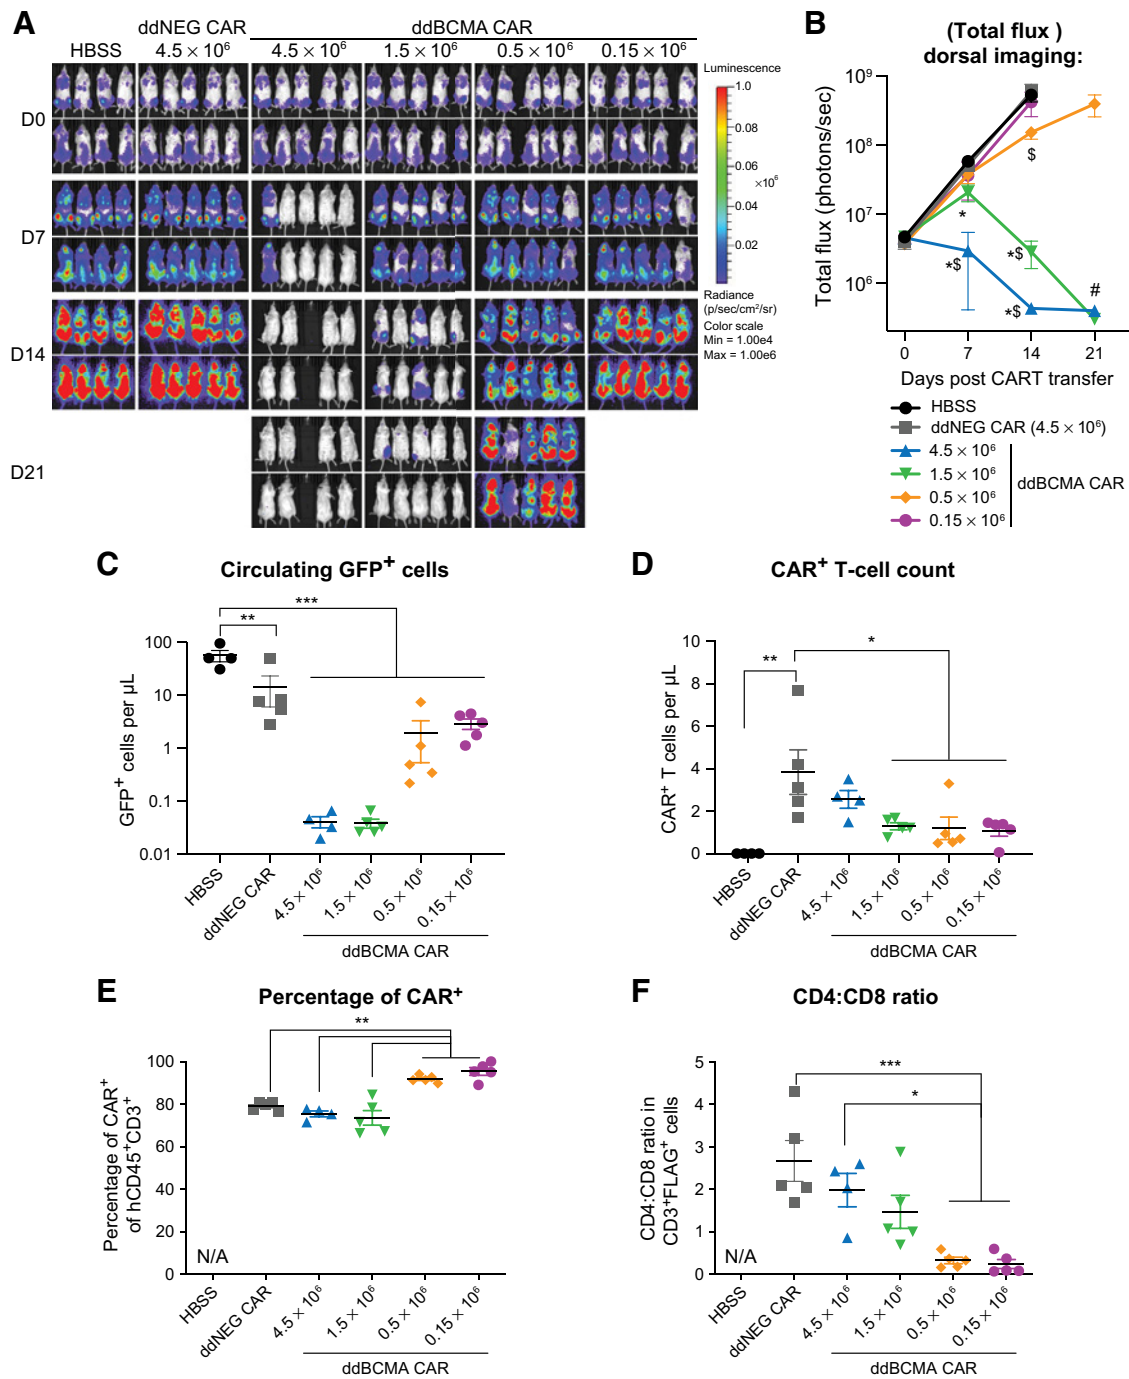 A
ddNEG CAR
ddBCMA CAR
HBSS
4.5 × 10⁶
4.5 × 10⁶
1.5 × 10⁶
0.5 × 10⁶
0.15 × 10⁶
D0
D7
D14
D21
Luminescence
1.0
0.08
0.06
×10⁶
0.04
0.02
Radiance
(p/sec/cm²/sr)
Color scale
Min = 1.00e4
Max = 1.00e6
B
(Total flux )
dorsal imaging:
Total flux (photons/sec)
10⁹
10⁸
10⁷
10⁶
$
*
*$
*$
*$
#
0
7
14
21
Days post CART transfer
HBSS
ddNEG CAR (4.5 × 10⁶)
4.5 × 10⁶
1.5 × 10⁶
0.5 × 10⁶
0.15 × 10⁶
ddBCMA CAR
C
Circulating GFP⁺ cells
***
**
GFP⁺ cells per µL
100
10
1
0.1
0.01
HBSS
ddNEG CAR
4.5 × 10⁶
1.5 × 10⁶
0.5 × 10⁶
0.15 × 10⁶
ddBCMA CAR
D
CAR⁺ T-cell count
*
**
CAR⁺ T cells per µL
10
8
6
4
2
0
HBSS
ddNEG CAR
4.5 × 10⁶
1.5 × 10⁶
0.5 × 10⁶
0.15 × 10⁶
ddBCMA CAR
E
Percentage of CAR⁺
**
Percentage of CAR⁺
of hCD45⁺CD3⁺
100
80
60
40
20
0
N/A
HBSS
ddNEG CAR
4.5 × 10⁶
1.5 × 10⁶
0.5 × 10⁶
0.15 × 10⁶
ddBCMA CAR
F
CD4:CD8 ratio
***
*
CD4:CD8 ratio in
CD3⁺FLAG⁺ cells
5
4
3
2
1
0
N/A
HBSS
ddNEG CAR
4.5 × 10⁶
1.5 × 10⁶
0.5 × 10⁶
0.15 × 10⁶
ddBCMA CAR